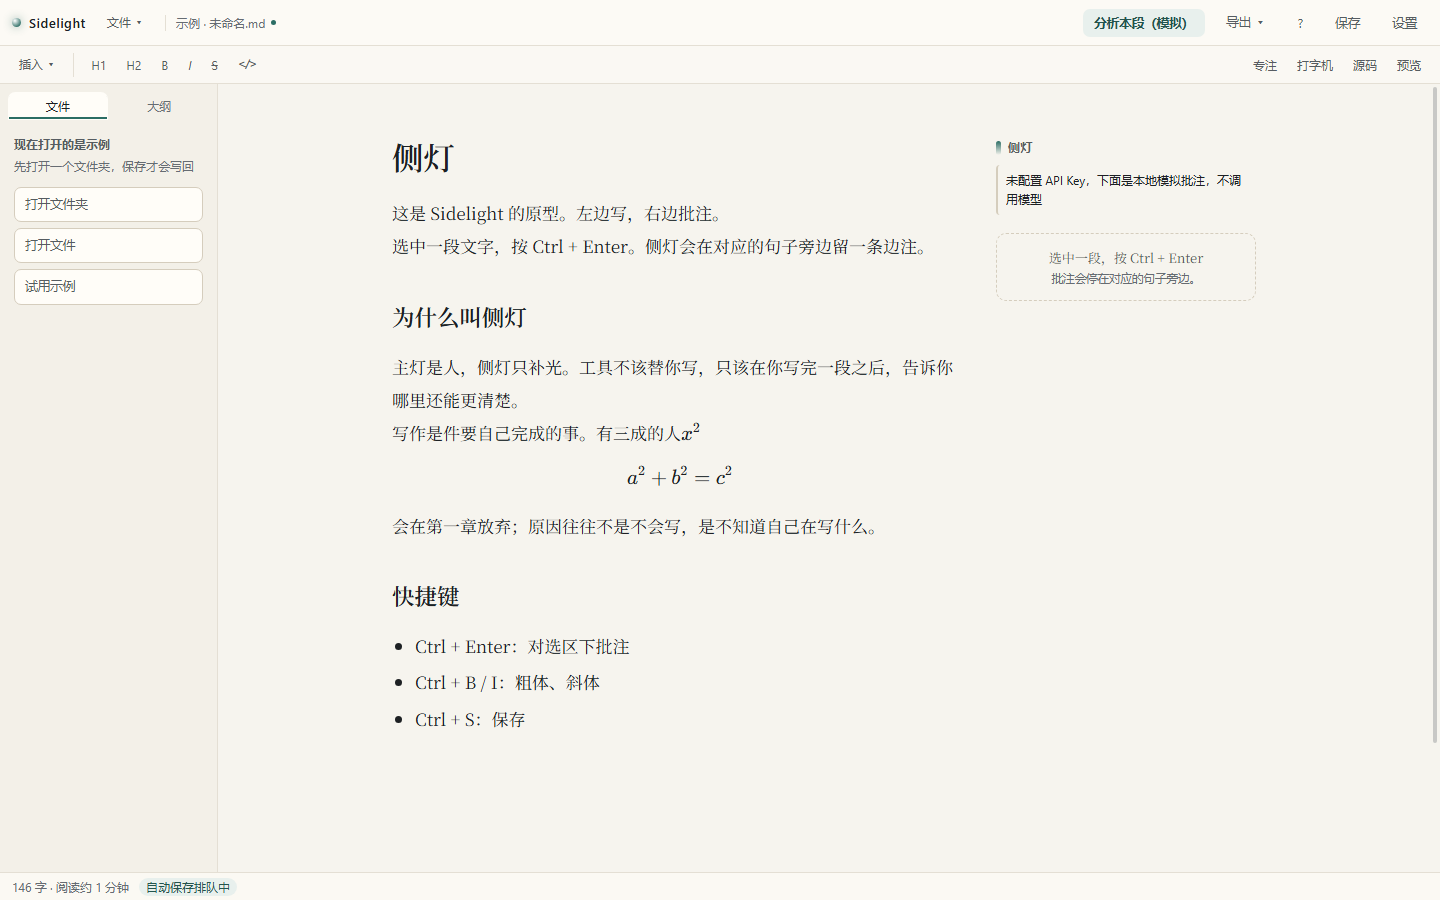 Sidelight 文件 ▾ 示例 · 未命名.md ● 分析本段（模拟） 导出 ▾ ? 保存 设置
插入 ▾ H1 H2 B I S </> 专注 打字机 源码 预览
文件 大纲
现在打开的是示例
先打开一个文件夹，保存才会写回
打开文件夹
打开文件
试用示例
侧灯
这是 Sidelight 的原型。左边写，右边批注。
选中一段文字，按 Ctrl + Enter。侧灯会在对应的句子旁边留一条边注。
为什么叫侧灯
主灯是人，侧灯只补光。工具不该替你写，只该在你写完一段之后，告诉你
哪里还能更清楚。
写作是件要自己完成的事。有三成的人x²
a² + b² = c²
会在第一章放弃；原因往往不是不会写，是不知道自己在写什么。
快捷键
• Ctrl + Enter：对选区下批注
• Ctrl + B / I：粗体、斜体
• Ctrl + S：保存
侧灯
未配置 API Key，下面是本地模拟批注，不调
用模型
选中一段，按 Ctrl + Enter
批注会停在对应的句子旁边。
146 字 · 阅读约 1 分钟 自动保存排队中